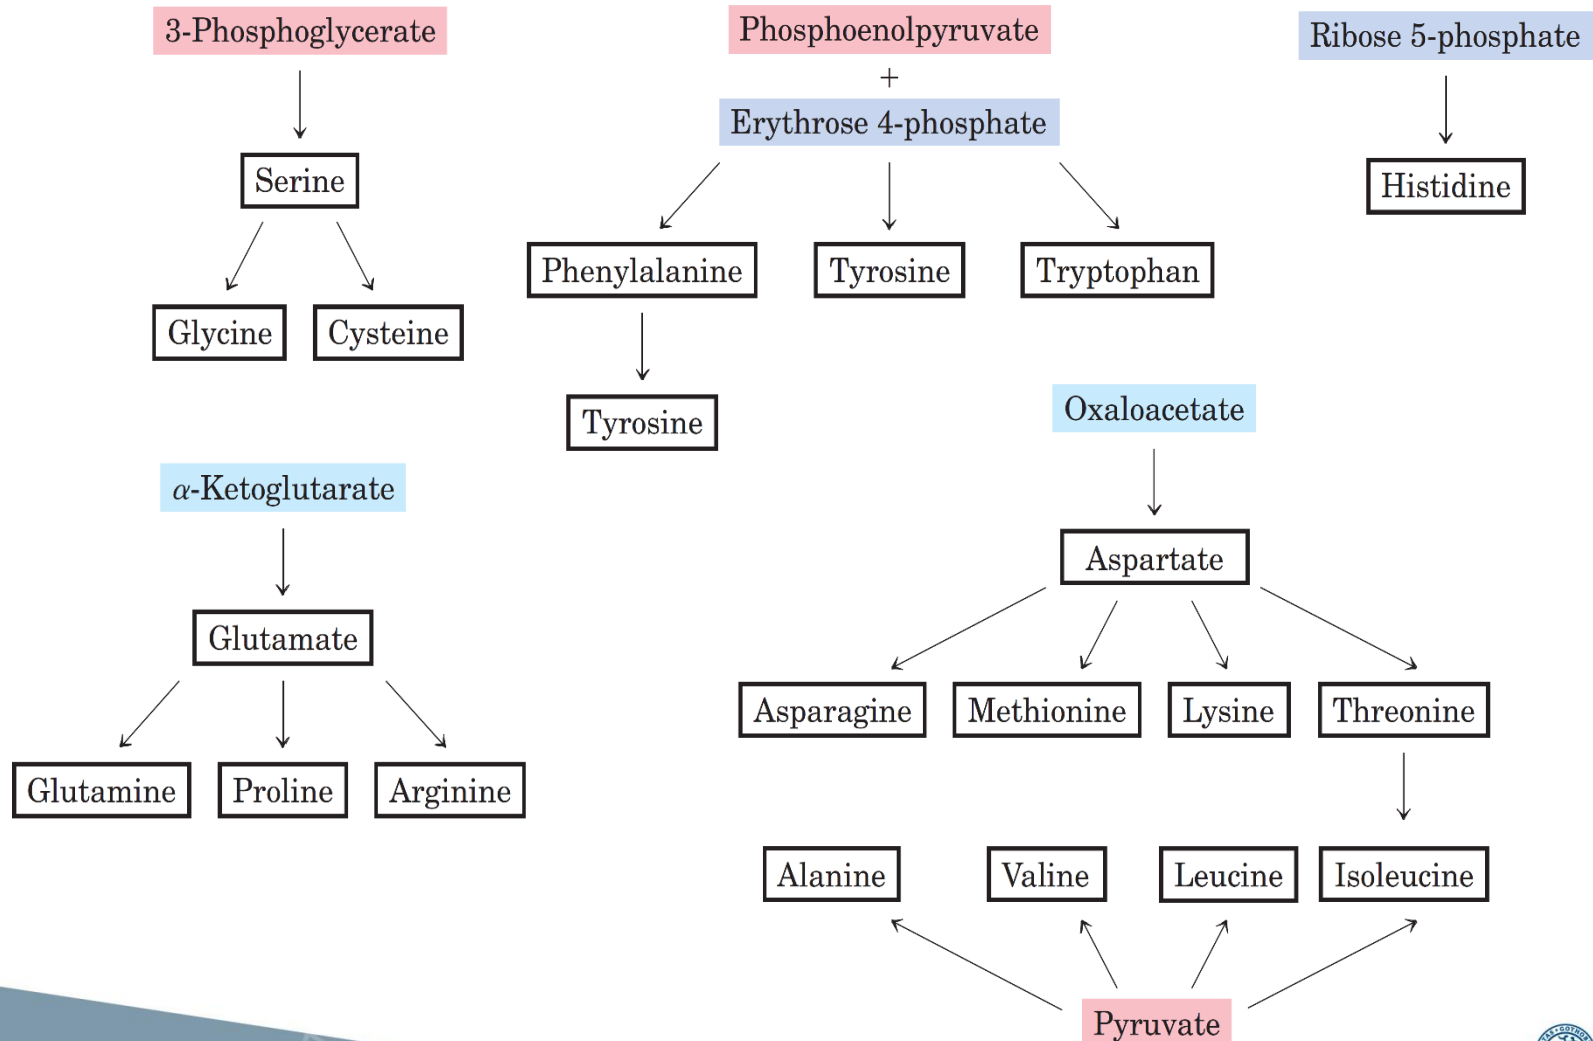 3-Phosphoglycerate
Serine
Glycine
Cysteine
Phosphoenolpyruvate
+
Erythrose 4-phosphate
Phenylalanine
Tyrosine
Tryptophan
Tyrosine
Ribose 5-phosphate
Histidine
α-Ketoglutarate
Glutamate
Glutamine
Proline
Arginine
Oxaloacetate
Aspartate
Asparagine
Methionine
Lysine
Threonine
Alanine
Valine
Leucine
Isoleucine
Pyruvate